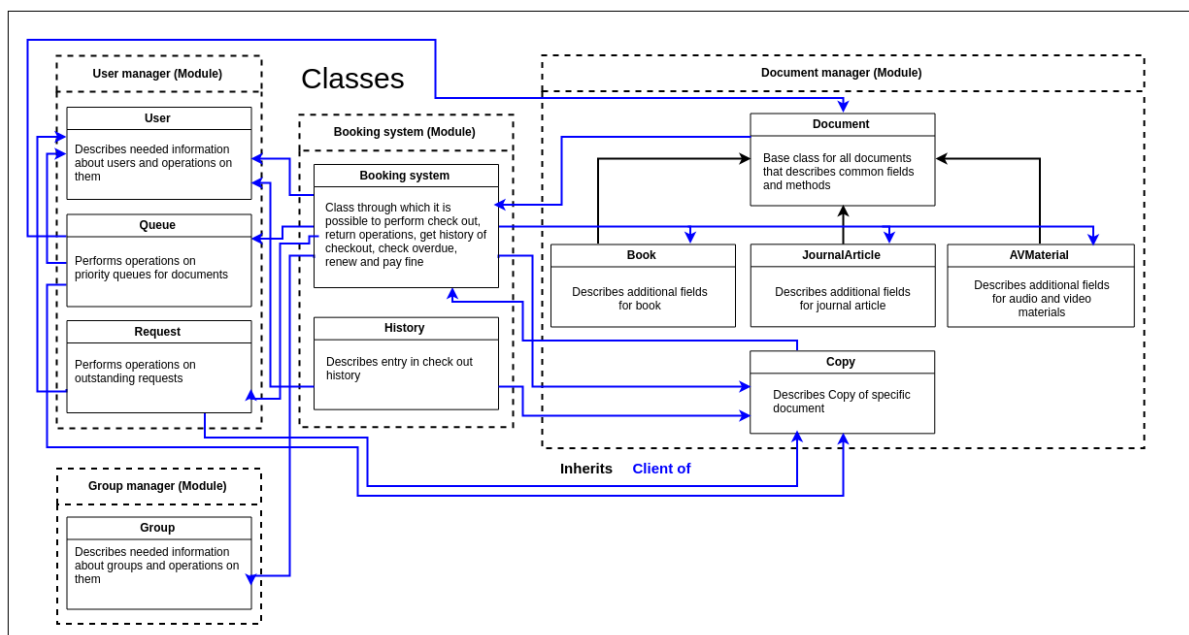 Classes
User manager (Module)
User
Describes needed information
about users and operations on
them
Queue
Performs operations on
priority queues for documents
Request
Performs operations on
outstanding requests
Booking system (Module)
Booking system
Class through which it is
possible to perform check out,
return operations, get history of
checkout, check overdue,
renew and pay fine
History
Describes entry in check out
history
Document manager (Module)
Document
Base class for all documents
that describes common fields
and methods
Book
Describes additional fields
for book
JournalArticle
Describes additional fields
for journal article
AVMaterial
Describes additional fields
for audio and video
materials
Copy
Describes Copy of specific
document
Inherits Client of
Group manager (Module)
Group
Describes needed information
about groups and operations on
them